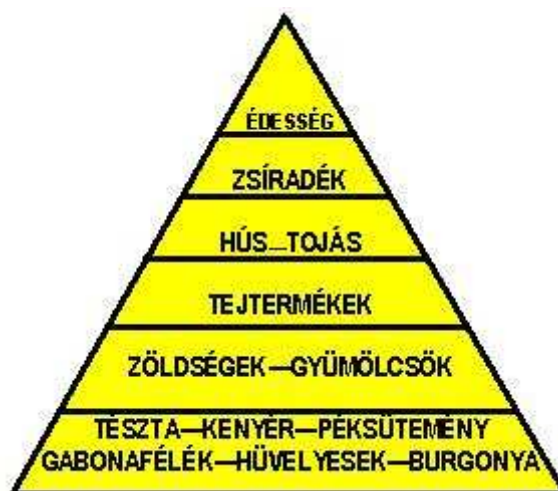 ÉDESSÉG
ZSÍRADÉK
HÚS—TOJÁS
TEJTERMÉKEK
ZÖLDSÉGEK—GYÜMÖLCSÖK
TÉSZTA—KENYÉR—PÉKSÜTEMÉNY
GABONAFÉLÉK—HÜVELYESEK—BURGONYA